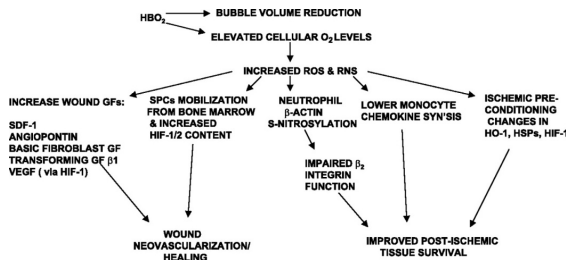 HBO₂
BUBBLE VOLUME REDUCTION
ELEVATED CELLULAR O₂ LEVELS
INCREASED ROS & RNS
INCREASE WOUND GFs:
SDF-1
ANGIOPONTIN
BASIC FIBROBLAST GF
TRANSFORMING GF β1
VEGF ( via HIF-1)
SPCs MOBILIZATION
FROM BONE MARROW
& INCREASED
HIF-1/2 CONTENT
NEUTROPHIL
β-ACTIN
S-NITROSYLATION
LOWER MONOCYTE
CHEMOKINE SYN'SIS
ISCHEMIC PRE-
CONDITIONING
CHANGES IN
HO-1, HSPs, HIF-1
IMPAIRED β₂
INTEGRIN
FUNCTION
WOUND
NEOVASCULARIZATION/
HEALING
IMPROVED POST-ISCHEMIC
TISSUE SURVIVAL